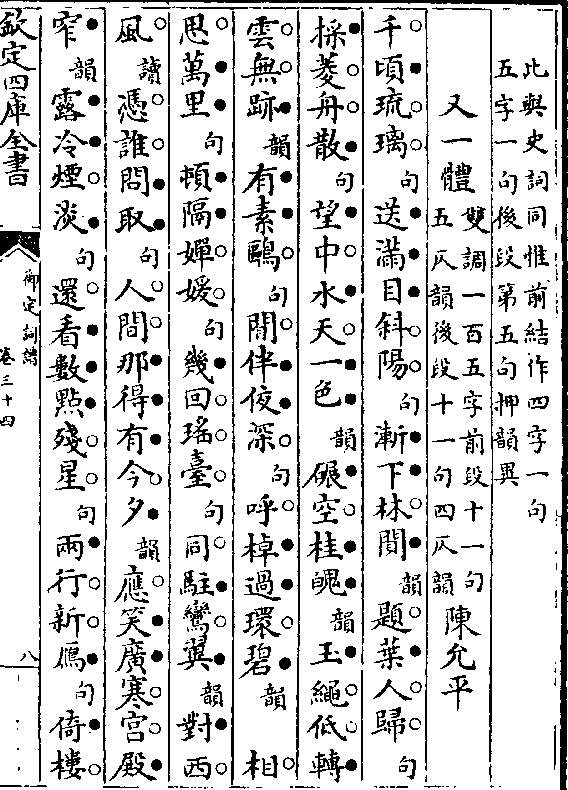 此與史詞同惟前結作四字一句
五字一句後段第五句押韻異
又一體 雙調一百五字前段十一句
五仄韻後段十一句四仄韻 陳允平
千頃琉璃句送滿目斜陽句漸下林間韻題葉人歸句
採菱舟散句望中水天一色韻碾空桂魄韻玉繩低轉
雲無跡韻有素鷗句閒伴夜深句呼棹過環碧韻 相
思萬里句頓隔嬋媛句幾回瑤臺句同駐鸞翼韻對西
風讀憑誰問取句人間那得有今夕韻應笑廣寒宮殿
窄韻露冷煙淡句還看數點殘星句兩行新鴈句倚樓
欽定四庫全書
御定詞譜
卷三十四
八